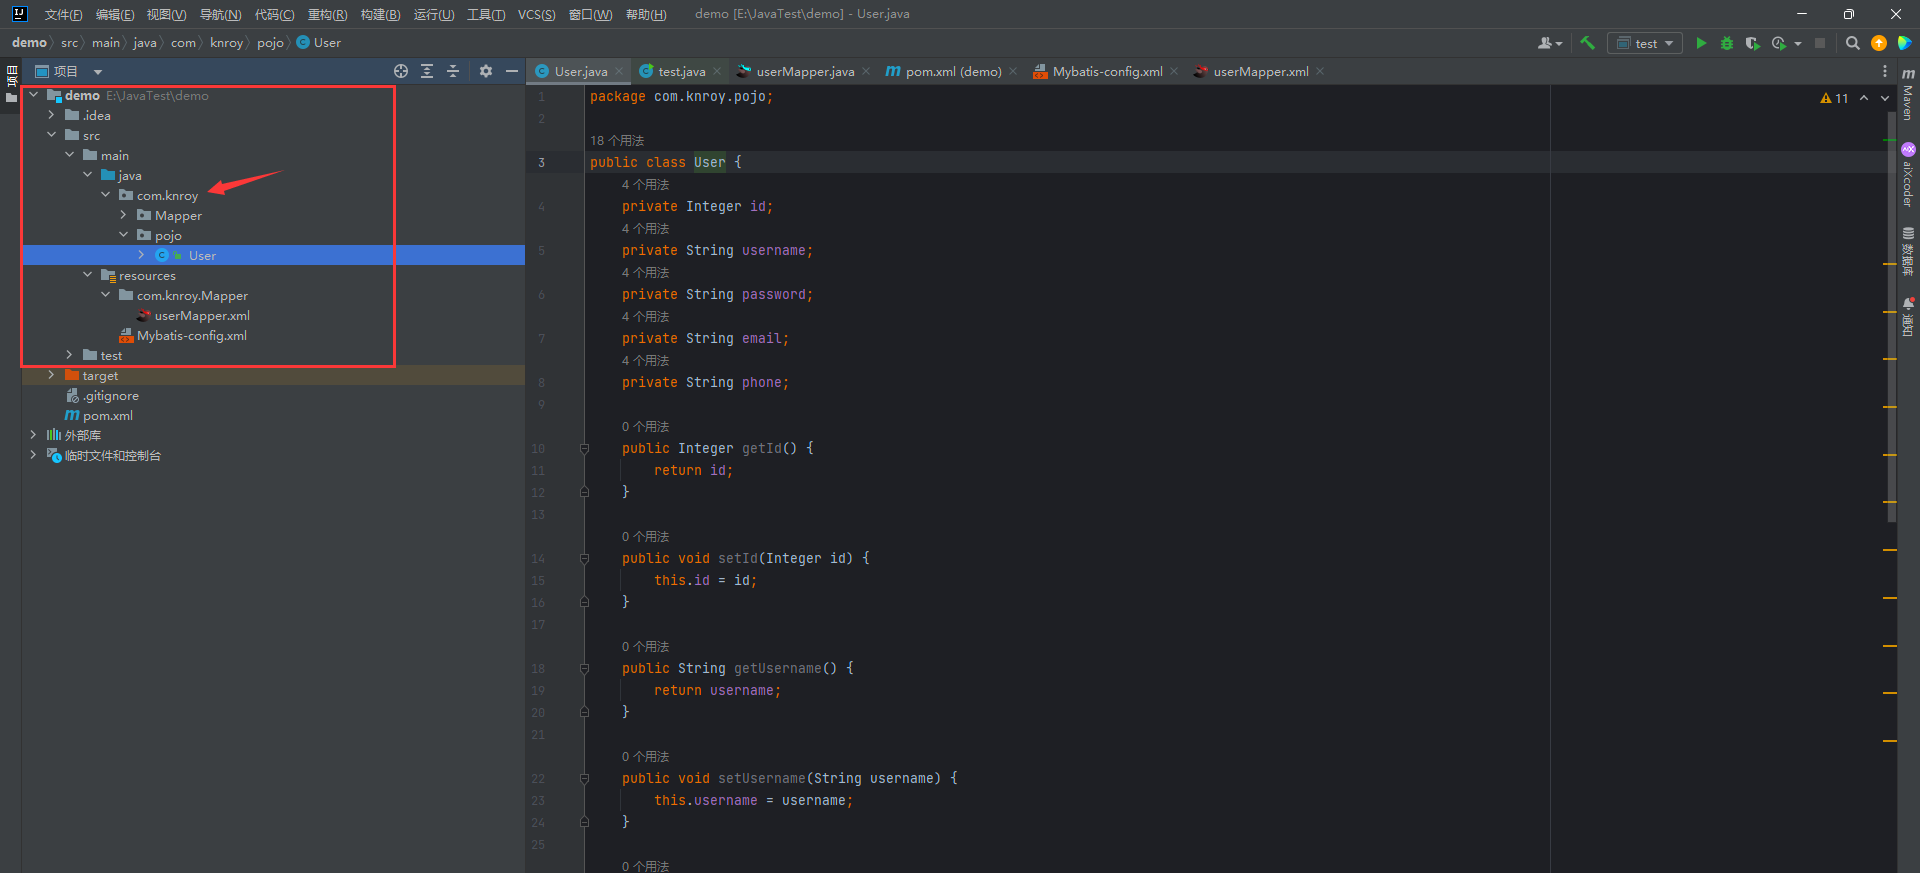 文件(F) 编辑(E) 视图(V) 导航(N) 代码(C) 重构(R) 构建(B) 运行(U) 工具(T) VCS(S) 窗口(W) 帮助(H) demo [E:\JavaTest\demo] - User.java
demo src main java com knroy pojo User
test
项目
User.java test.java userMapper.java pom.xml (demo) Mybatis-config.xml userMapper.xml
项目
demo E:\JavaTest\demo
.idea
src
main
java
com.knroy
Mapper
pojo
User
resources
com.knroy.Mapper
userMapper.xml
Mybatis-config.xml
test
target
.gitignore
pom.xml
外部库
临时文件和控制台
11
1 package com.knroy.pojo;
2
18 个用法
3 public class User {
4 个用法
4 private Integer id;
4 个用法
5 private String username;
4 个用法
6 private String password;
4 个用法
7 private String email;
4 个用法
8 private String phone;
9
0 个用法
10 public Integer getId() {
11 return id;
12 }
13
0 个用法
14 public void setId(Integer id) {
15 this.id = id;
16 }
17
0 个用法
18 public String getUsername() {
19 return username;
20 }
21
0 个用法
22 public void setUsername(String username) {
23 this.username = username;
24 }
25
0 个用法
Maven
aiXcoder
数据库
通知